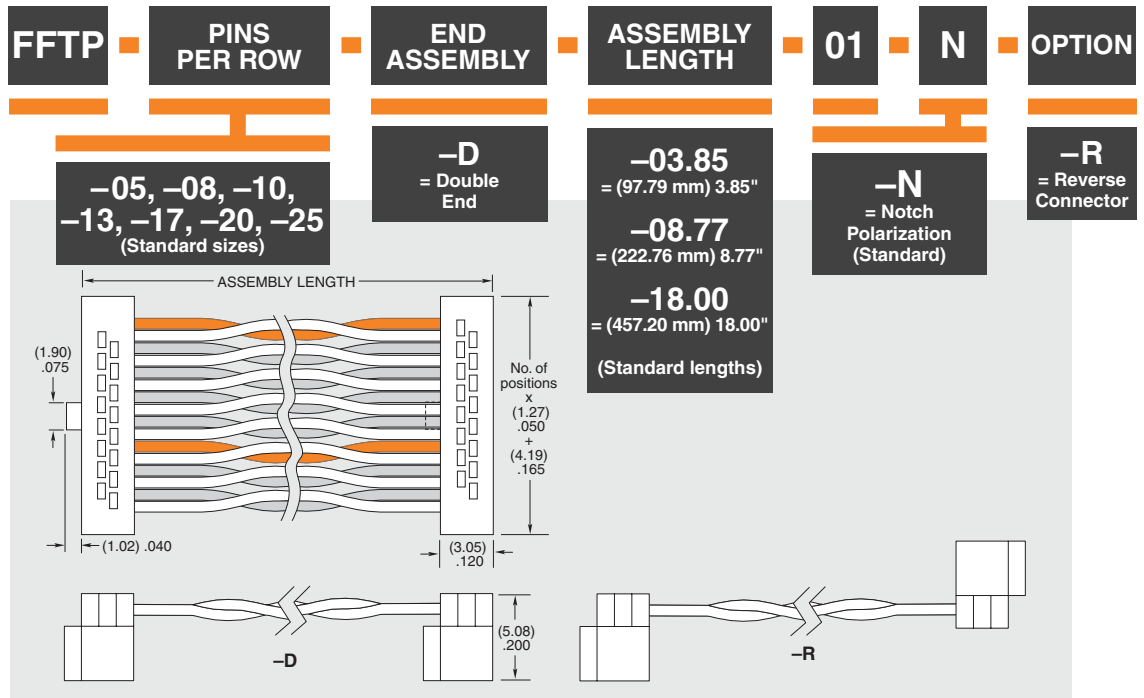 FFTP
PINS
PER ROW
END
ASSEMBLY
ASSEMBLY
LENGTH
01
N
OPTION
–05, –08, –10,
–13, –17, –20, –25
(Standard sizes)
–D
= Double
End
–03.85
= (97.79 mm) 3.85"
–08.77
= (222.76 mm) 8.77"
–18.00
= (457.20 mm) 18.00"
(Standard lengths)
–N
= Notch
Polarization
(Standard)
–R
= Reverse
Connector
ASSEMBLY LENGTH
(1.90)
.075
No. of
positions
x
(1.27)
.050
+
(4.19)
.165
(1.02) .040
(3.05)
.120
(5.08)
.200
–D
–R